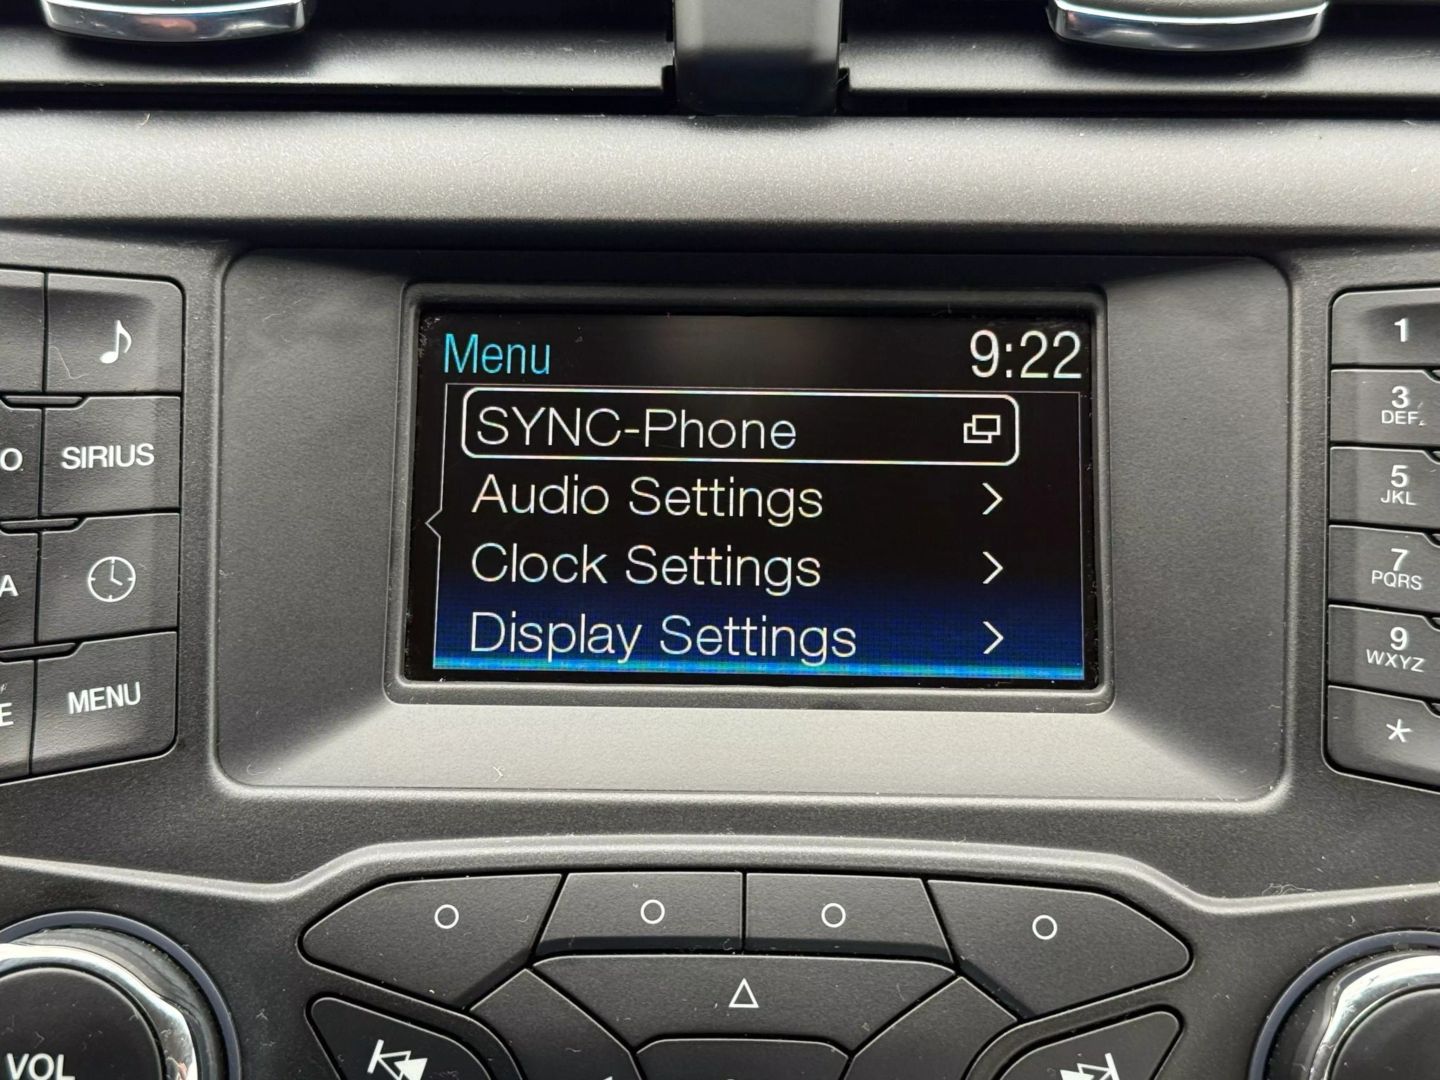 Menu 9:22
SYNC-Phone
Audio Settings
Clock Settings
Display Settings
SIRIUS
MENU
VOL
O
A
E
1
3
DEF
5
JKL
7
PQRS
9
WXYZ
*